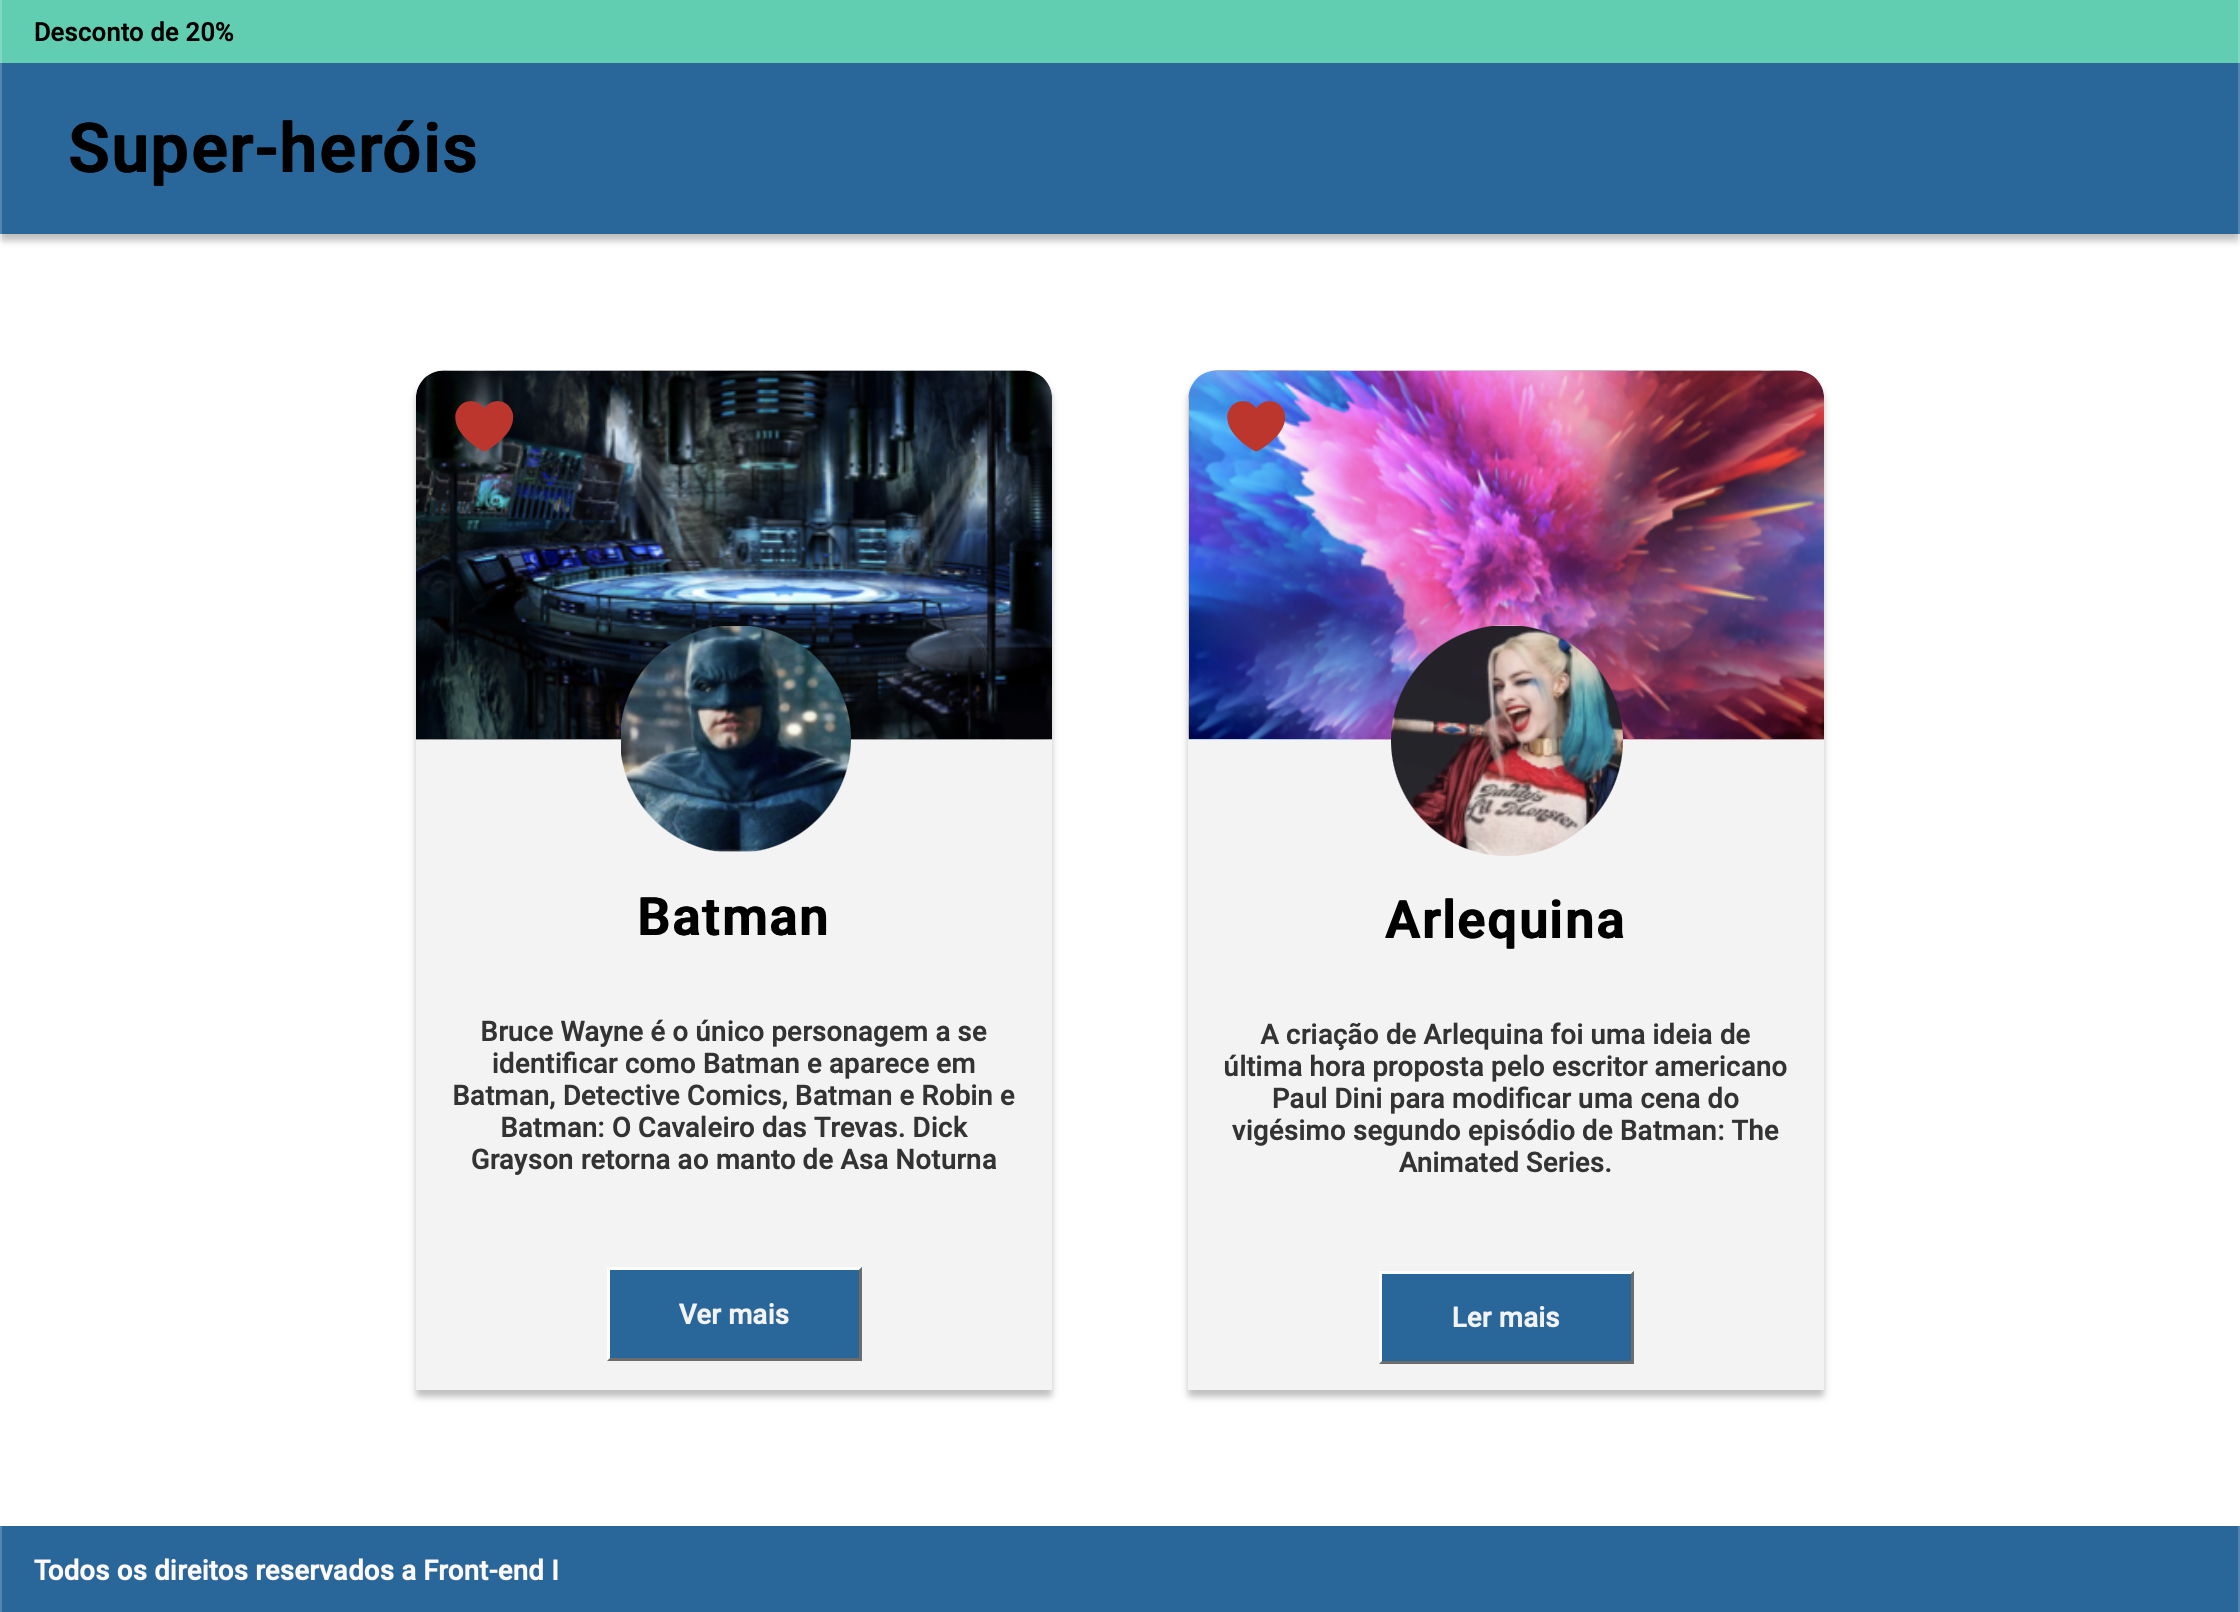 Desconto de 20%
Super-heróis
Batman
Bruce Wayne é o único personagem a se
identificar como Batman e aparece em
Batman, Detective Comics, Batman e Robin e
Batman: O Cavaleiro das Trevas. Dick
Grayson retorna ao manto de Asa Noturna
Ver mais
Daddy's
Lil Monster
Arlequina
A criação de Arlequina foi uma ideia de
última hora proposta pelo escritor americano
Paul Dini para modificar uma cena do
vigésimo segundo episódio de Batman: The
Animated Series.
Ler mais
Todos os direitos reservados a Front-end I